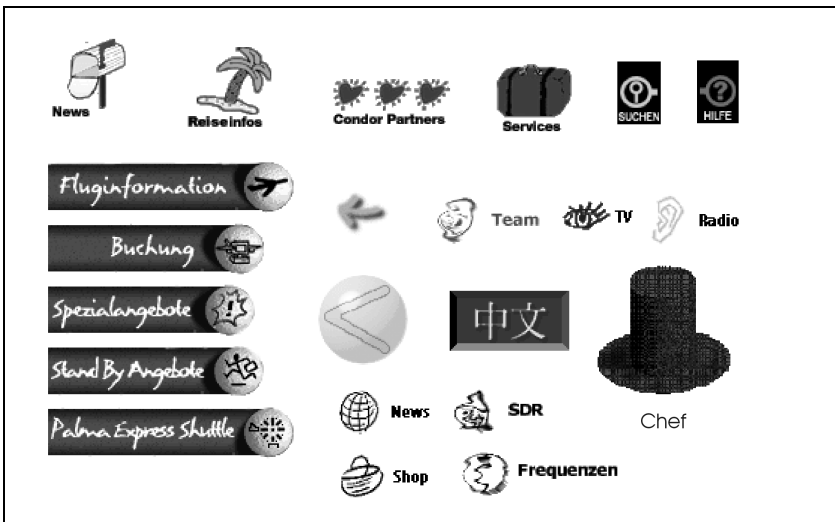 News
Reiseinfos
Condor Partners
Services
SUCHEN
HILFE
Fluginformation
Buchung
Spezialangebote
Stand By Angebote
Palma Express Shuttle
Team
TV
Radio
中文
Chef
News
SDR
Shop
Frequenzen